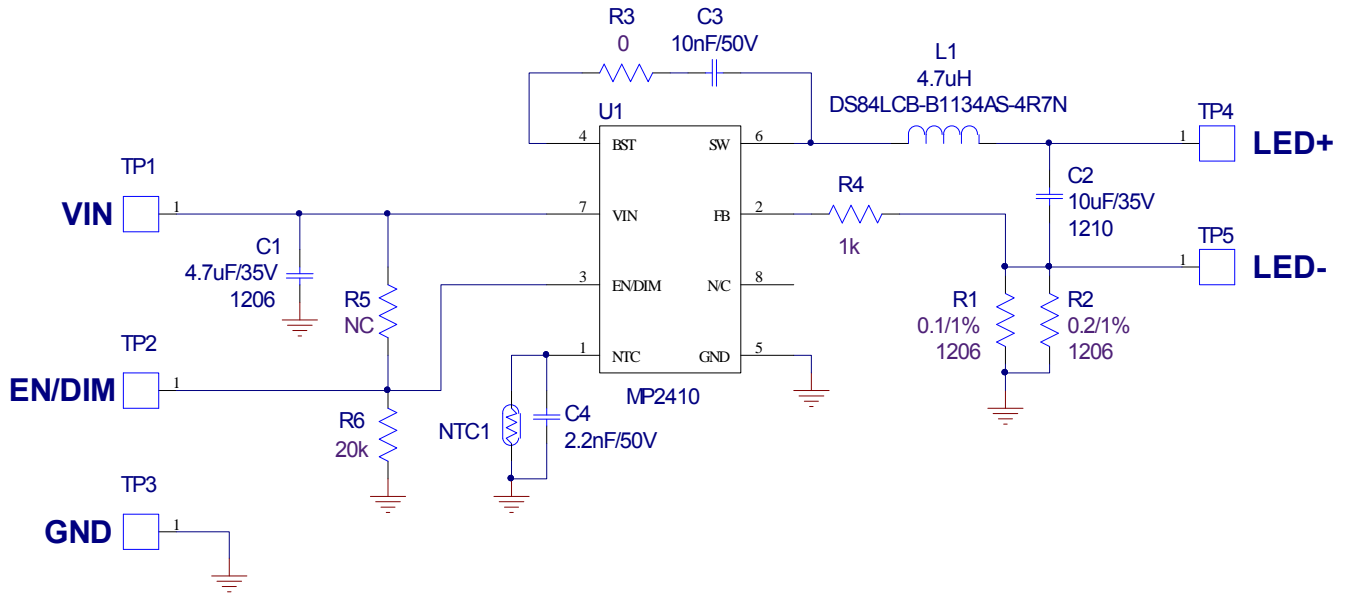 R3
0
C3
10nF/50V
L1
4.7uH
DS84LCB-B1134AS-4R7N
U1
4
BST
SW
6
TP4
1
LED+
TP1
VIN
1
7
VIN
FB
2
R4
1k
C2
10uF/35V
1210
C1
4.7uF/35V
1206
R5
NC
3
EN/DIM
N/C
8
TP5
1
LED-
R1
0.1/1%
1206
R2
0.2/1%
1206
TP2
EN/DIM
1
1
NTC
GND
5
MP2410
R6
20k
NTC1
C4
2.2nF/50V
TP3
GND
1